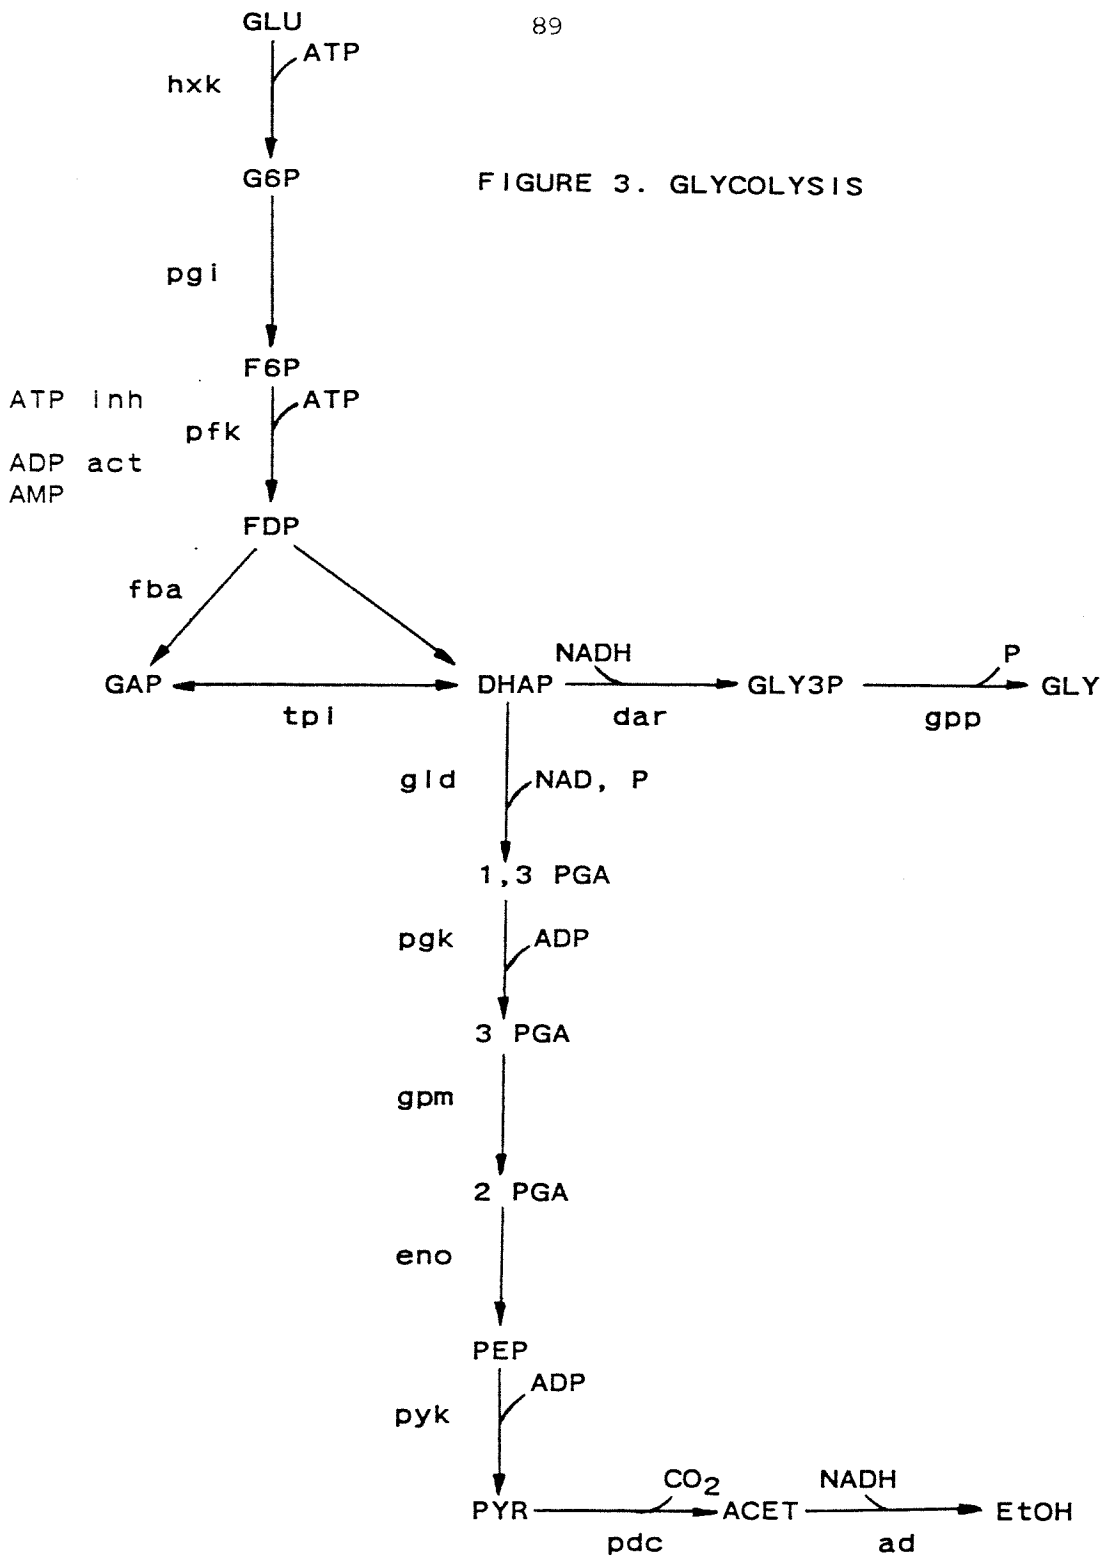 89
GLU
ATP
hxk
G6P
FIGURE 3. GLYCOLYSIS
pgi
F6P
ATP inh
ATP
pfk
ADP act
AMP
FDP
fba
NADH
P
GAP
DHAP
GLY3P
GLY
tpi
dar
gpp
gld
NAD, P
1,3 PGA
pgk
ADP
3 PGA
gpm
2 PGA
eno
PEP
ADP
pyk
CO2
NADH
PYR
ACET
EtOH
pdc
ad